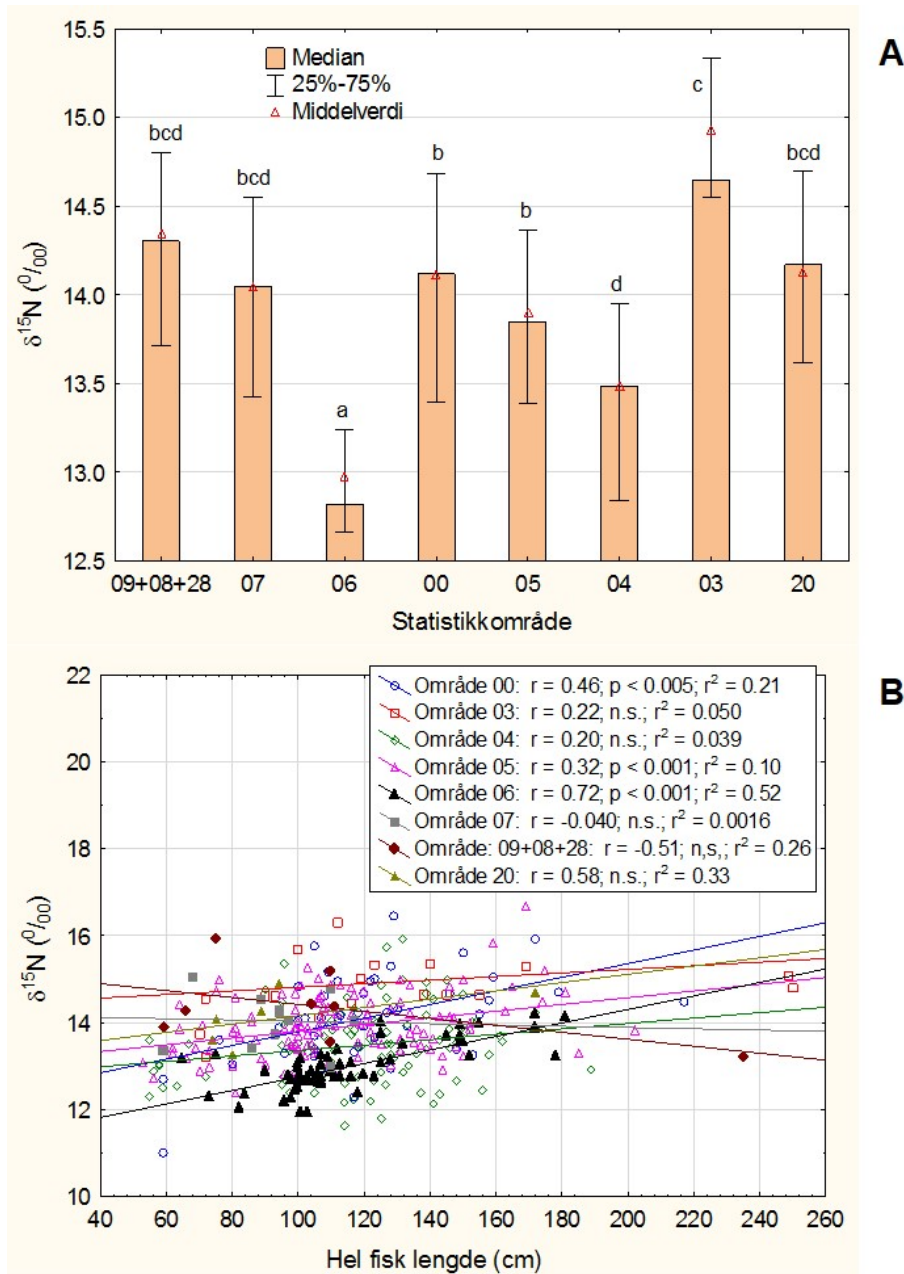 A
15.5
15.0
14.5
14.0
13.5
13.0
12.5
δ15N (0/00)
Median
25%-75%
Middelverdi
bcd
bcd
a
b
b
d
c
bcd
09+08+28 07 06 00 05 04 03 20
Statistikkområde
B
22
20
18
16
14
12
10
δ15N (0/00)
Område 00: r = 0.46; p < 0.005; r2 = 0.21
Område 03: r = 0.22; n.s.; r2 = 0.050
Område 04: r = 0.20; n.s.; r2 = 0.039
Område 05: r = 0.32; p < 0.001; r2 = 0.10
Område 06: r = 0.72; p < 0.001; r2 = 0.52
Område 07: r = -0.040; n.s.; r2 = 0.0016
Område: 09+08+28: r = -0.51; n,s,; r2 = 0.26
Område 20: r = 0.58; n.s.; r2 = 0.33
40 60 80 100 120 140 160 180 200 220 240 260
Hel fisk lengde (cm)